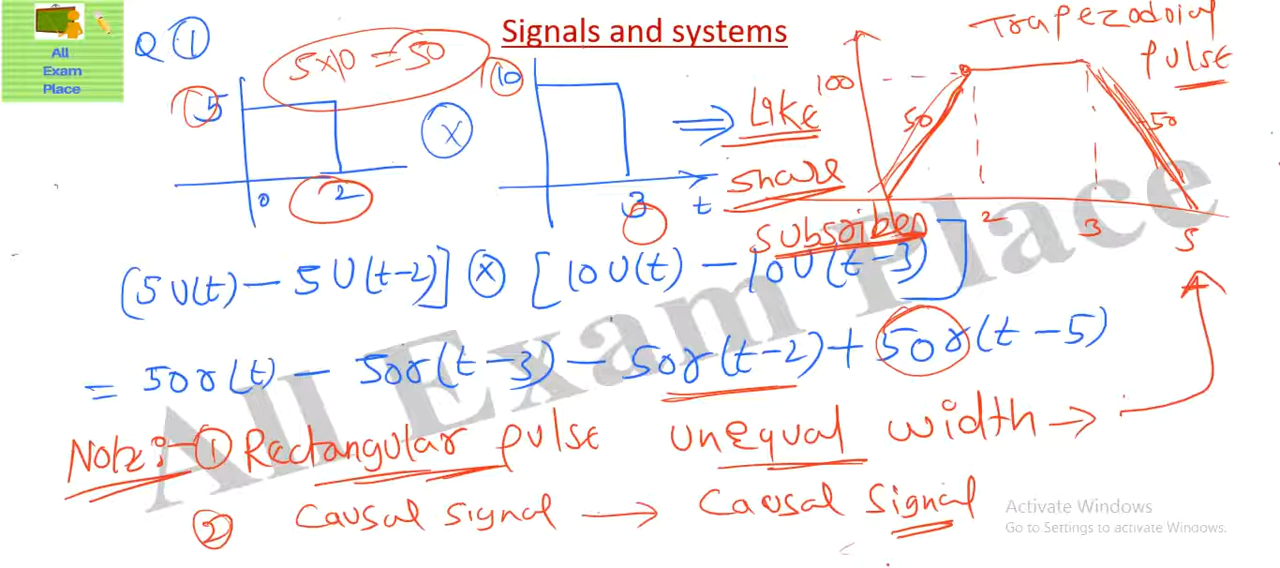 All
Exam
Place
Signals and systems
Q ①
5×10 = 50
5
0
2
×
10
3
t
⇒ Like
Share
Subscriber
Trapezodoial
pulse
100
50
-50
2
3
5
(5U(t) – 5U(t–2)] ⊗ [10U(t) – 10U(t–3)]
= 50r(t) – 50r(t–3) – 50r(t–2) + 50r(t–5)
Note:- ① Rectangular pulse unequal width →
② Causal signal → Causal signal
All Exam Place
Activate Windows
Go to Settings to activate Windows.